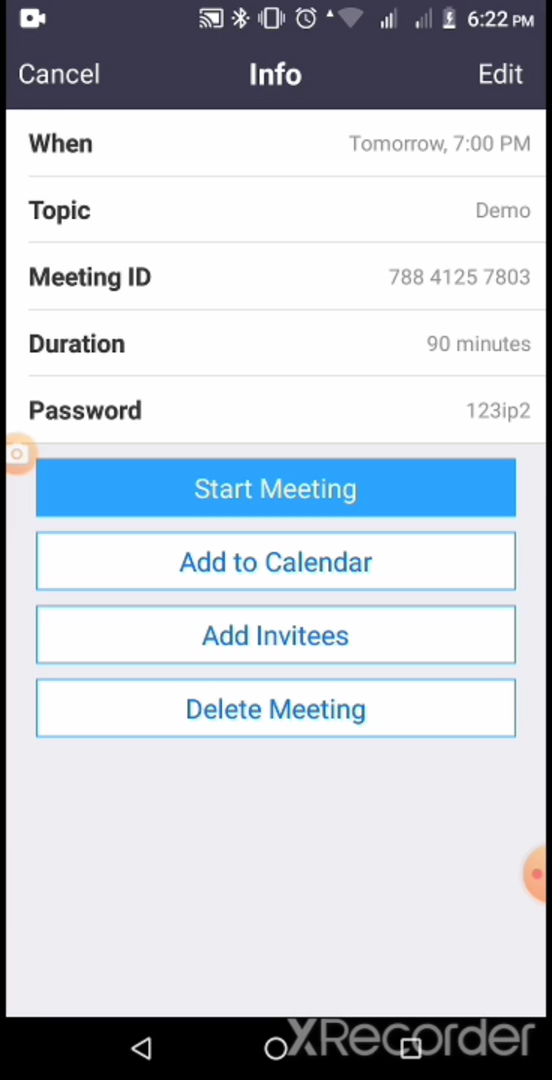 6:22 PM
Cancel Info Edit
When Tomorrow, 7:00 PM
Topic Demo
Meeting ID 788 4125 7803
Duration 90 minutes
Password 123ip2
Start Meeting
Add to Calendar
Add Invitees
Delete Meeting
XRecorder